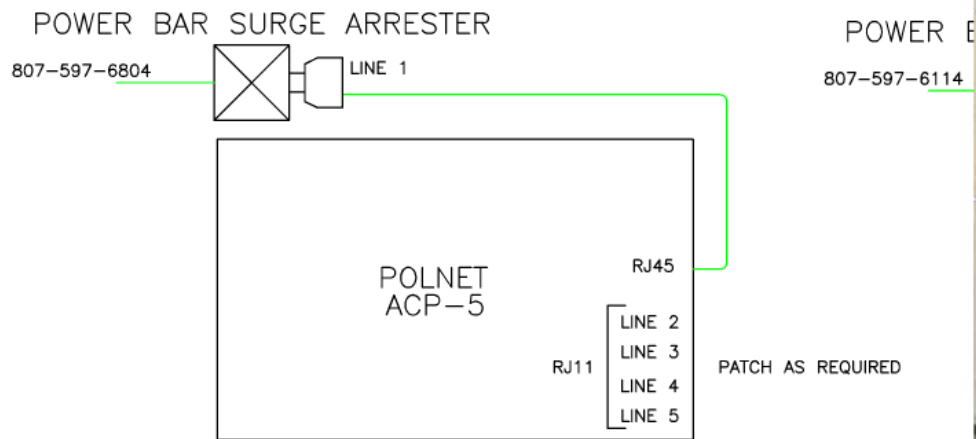 POWER BAR SURGE ARRESTER
807-597-6804
LINE 1
POLNET
ACP-5
RJ45
RJ11
LINE 2
LINE 3
LINE 4
LINE 5
PATCH AS REQUIRED
POWER
807-597-6114